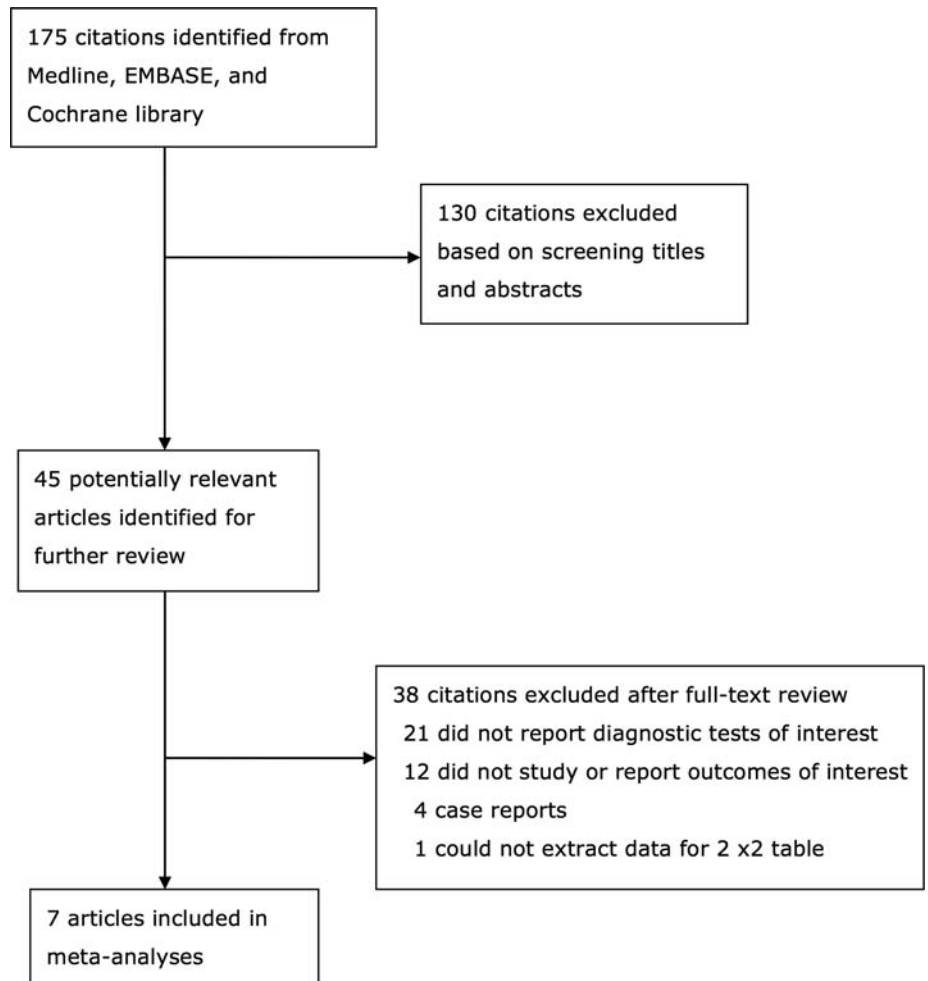 175 citations identified from
Medline, EMBASE, and
Cochrane library
130 citations excluded
based on screening titles
and abstracts
45 potentially relevant
articles identified for
further review
38 citations excluded after full-text review
21 did not report diagnostic tests of interest
12 did not study or report outcomes of interest
4 case reports
1 could not extract data for 2 x2 table
7 articles included in
meta-analyses